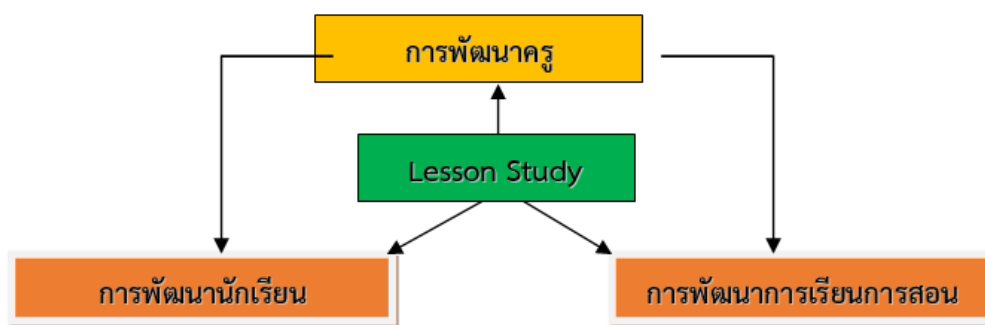 การพัฒนาครู
Lesson Study
การพัฒนานักเรียน
การพัฒนาการเรียนการสอน